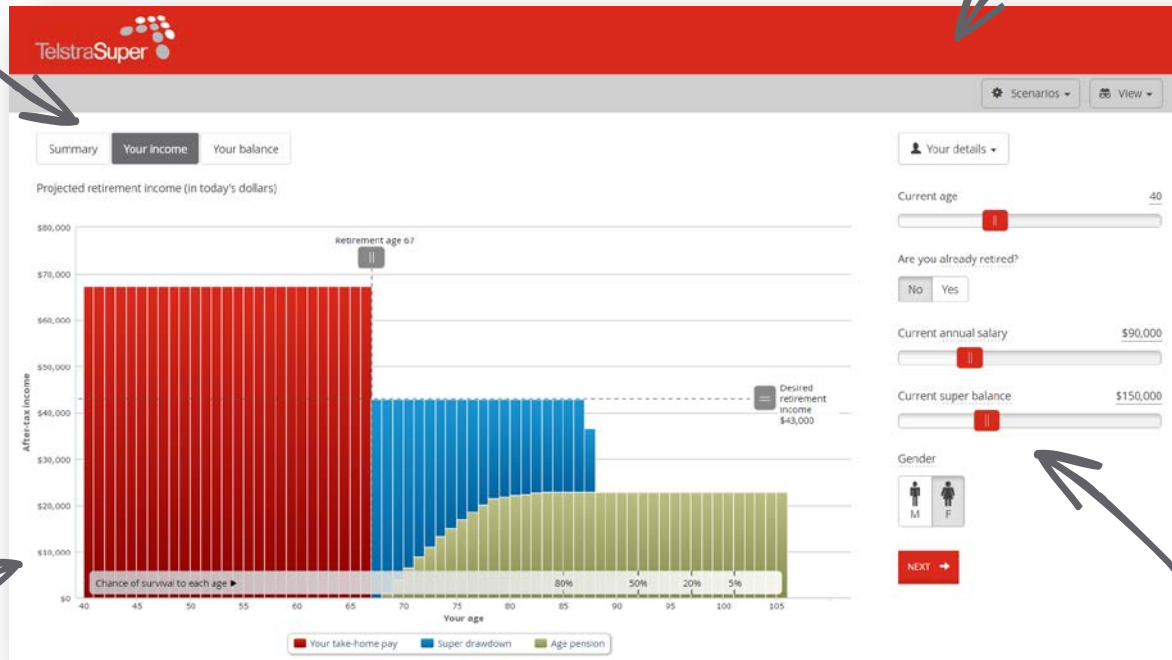 TelstraSuper
Scenarios
View
Summary
Your income
Your balance
Projected retirement income (in today's dollars)
Your details
Current age
40
Are you already retired?
No
Yes
Current annual salary
$90,000
Current super balance
$150,000
Gender
M
F
NEXT
After-tax income
$80,000
$70,000
$60,000
$50,000
$40,000
$30,000
$20,000
$10,000
$0
Retirement age 67
Desired
retirement
income
$43,000
Chance of survival to each age
80%
50%
20%
5%
40
45
50
55
60
65
70
75
80
85
90
95
100
105
Your age
Your take-home pay
Super drawdown
Age pension